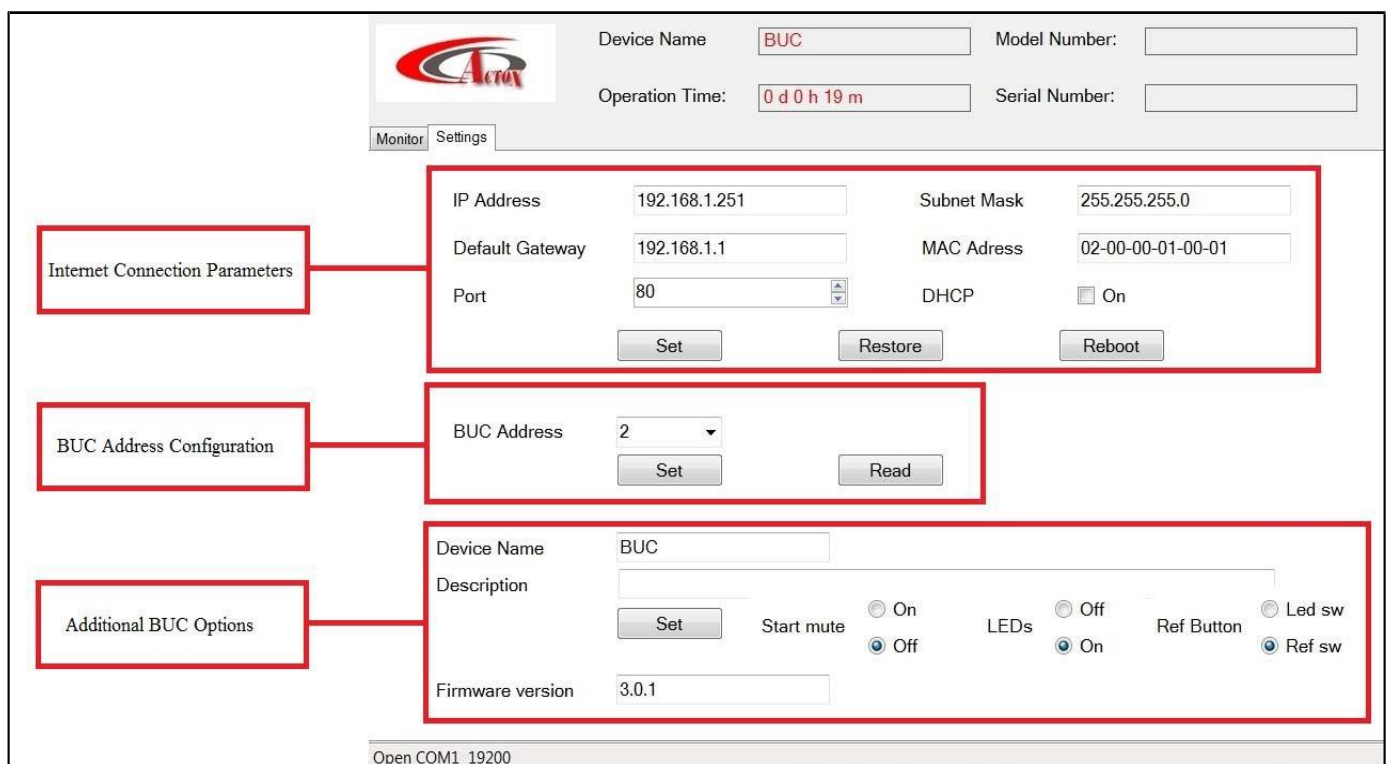 ACTOX
Device Name BUC Model Number:
Operation Time: 0 d 0 h 19 m Serial Number:
Monitor Settings
IP Address 192.168.1.251 Subnet Mask 255.255.255.0
Internet Connection Parameters
Default Gateway 192.168.1.1 MAC Adress 02-00-00-01-00-01
Port 80 DHCP On
Set Restore Reboot
BUC Address Configuration
BUC Address 2
Set Read
Additional BUC Options
Device Name BUC
Description
Set Start mute On Off LEDs Off On Ref Button Led sw Ref sw
Firmware version 3.0.1
Open COM1 19200